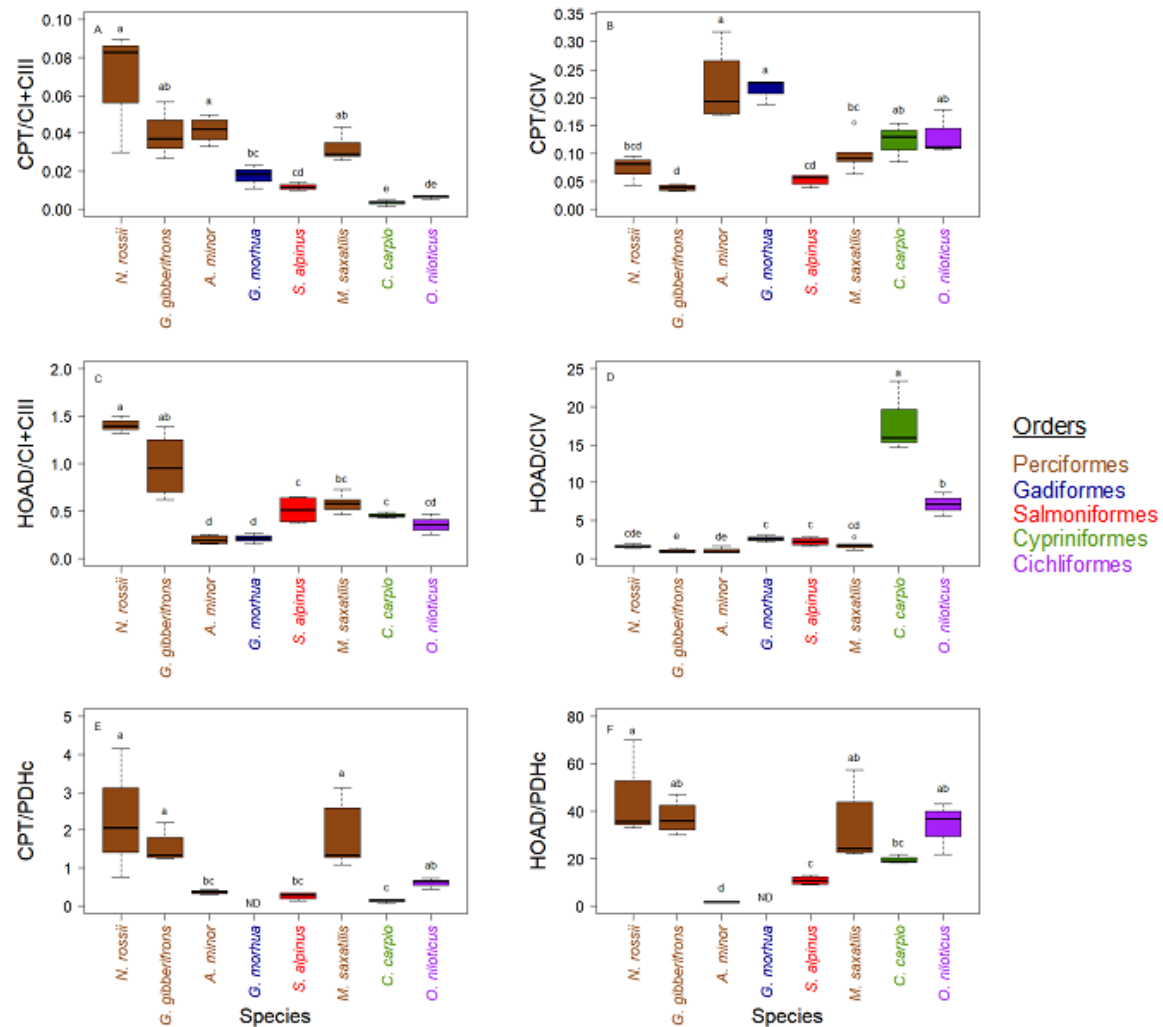 A
CPT/CI+CIII
0.10
0.08
0.06
0.04
0.02
0.00
a
ab
a
bc
cd
ab
e
de
N. rossii
G. gibberifrons
A. minor
G. morhua
S. alpinus
M. saxatilis
C. carpio
O. niloticus
B
CPT/CIV
0.35
0.30
0.25
0.20
0.15
0.10
0.05
0.00
bcd
d
a
a
cd
bc
ab
ab
N. rossii
G. gibberifrons
A. minor
G. morhua
S. alpinus
M. saxatilis
C. carpio
O. niloticus
C
HOAD/CI+CIII
2.0
1.5
1.0
0.5
0.0
a
ab
d
d
c
bc
c
cd
N. rossii
G. gibberifrons
A. minor
G. morhua
S. alpinus
M. saxatilis
C. carpio
O. niloticus
D
HOAD/CIV
25
20
15
10
5
0
cde
e
de
c
c
cd
a
b
N. rossii
G. gibberifrons
A. minor
G. morhua
S. alpinus
M. saxatilis
C. carpio
O. niloticus
Orders
Perciformes
Gadiformes
Salmoniformes
Cypriniformes
Cichliformes
E
CPT/PDHc
5
4
3
2
1
0
a
a
bc
ND
bc
a
c
ab
N. rossii
G. gibberifrons
A. minor
G. morhua
S. alpinus
M. saxatilis
C. carpio
O. niloticus
Species
F
HOAD/PDHc
80
60
40
20
0
a
ab
d
ND
c
ab
bc
ab
N. rossii
G. gibberifrons
A. minor
G. morhua
S. alpinus
M. saxatilis
C. carpio
O. niloticus
Species